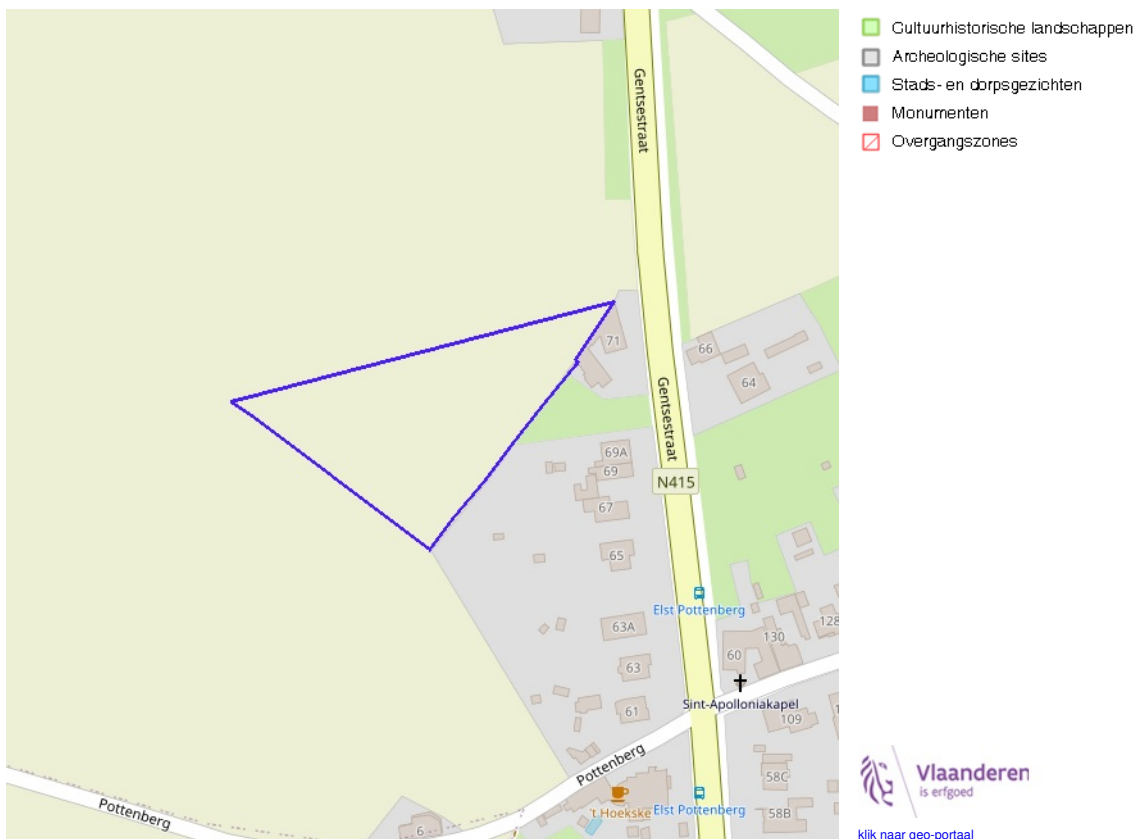 Cultuurhistorische landschappen
Archeologische sites
Stads- en dorpsgezichten
Monumenten
Overgangszones
Gentsestraat
71
66
64
Gentsestraat
69A
69
N415
67
65
Elst Pottenberg
63A
128
130
60
63
Sint-Apolloniakapel
61
109
Pottenberg
58C
't Hoekske
Elst Pottenberg
58B
Pottenberg
6
Vlaanderen
is erfgoed
klik naar geo-portaal